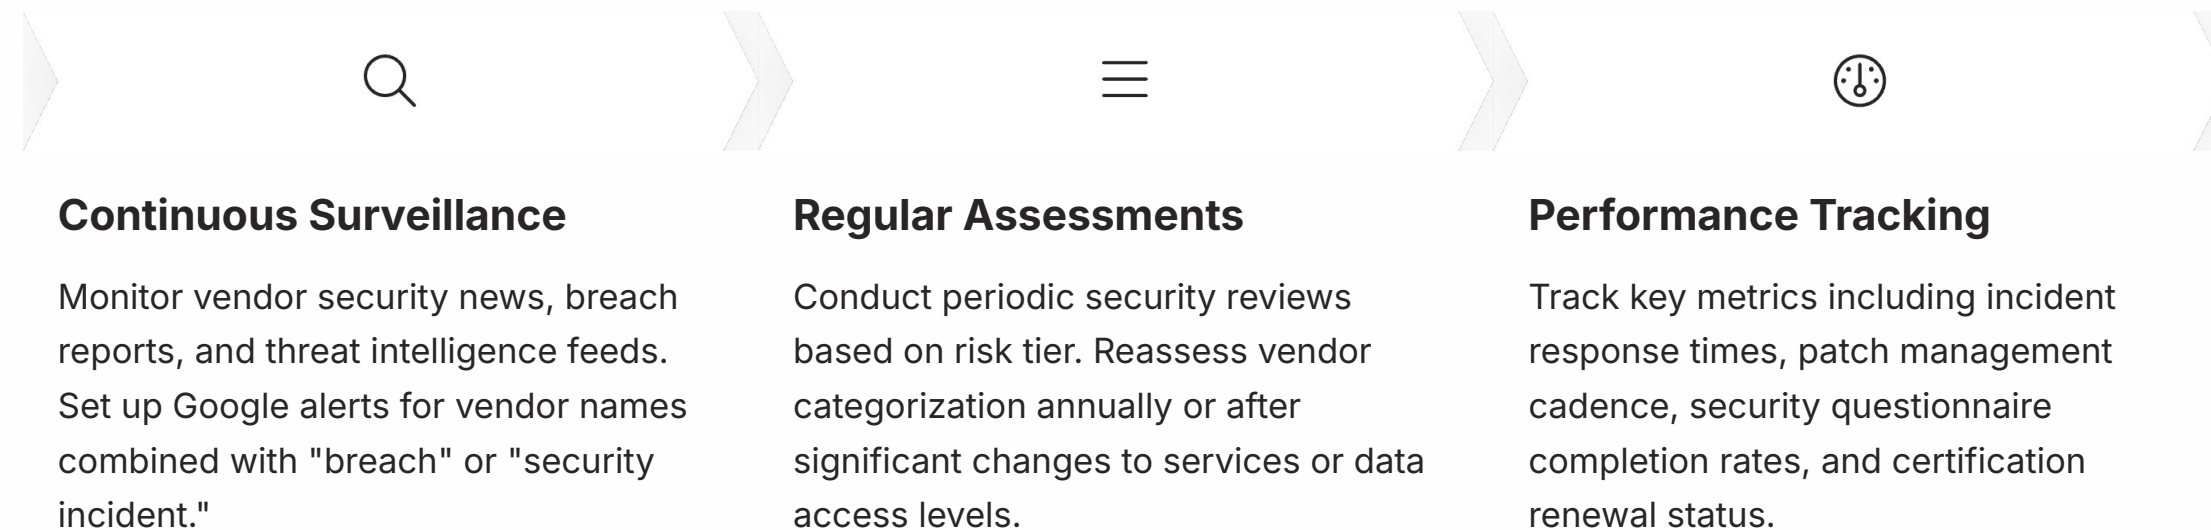 Continuous Surveillance
Monitor vendor security news, breach
reports, and threat intelligence feeds.
Set up Google alerts for vendor names
combined with "breach" or "security
incident."
Regular Assessments
Conduct periodic security reviews
based on risk tier. Reassess vendor
categorization annually or after
significant changes to services or data
access levels.
Performance Tracking
Track key metrics including incident
response times, patch management
cadence, security questionnaire
completion rates, and certification
renewal status.